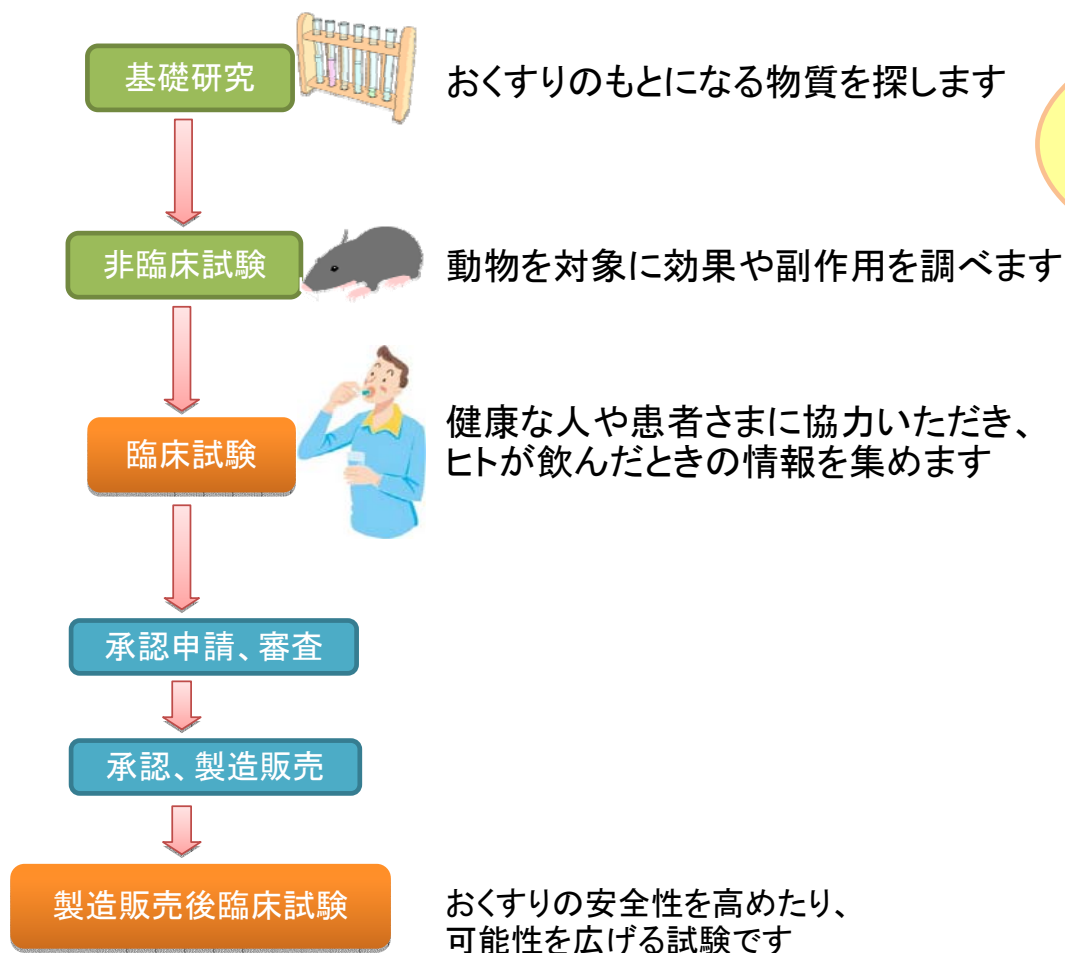 基礎研究
おくすりのもとになる物質を探します
非臨床試験
動物を対象に効果や副作用を調べます
臨床試験
健康な人や患者さまに協力いただき、
ヒトが飲んだときの情報を集めます
承認申請、審査
承認、製造販売
製造販売後臨床試験
おくすりの安全性を高めたり、
可能性を広げる試験です